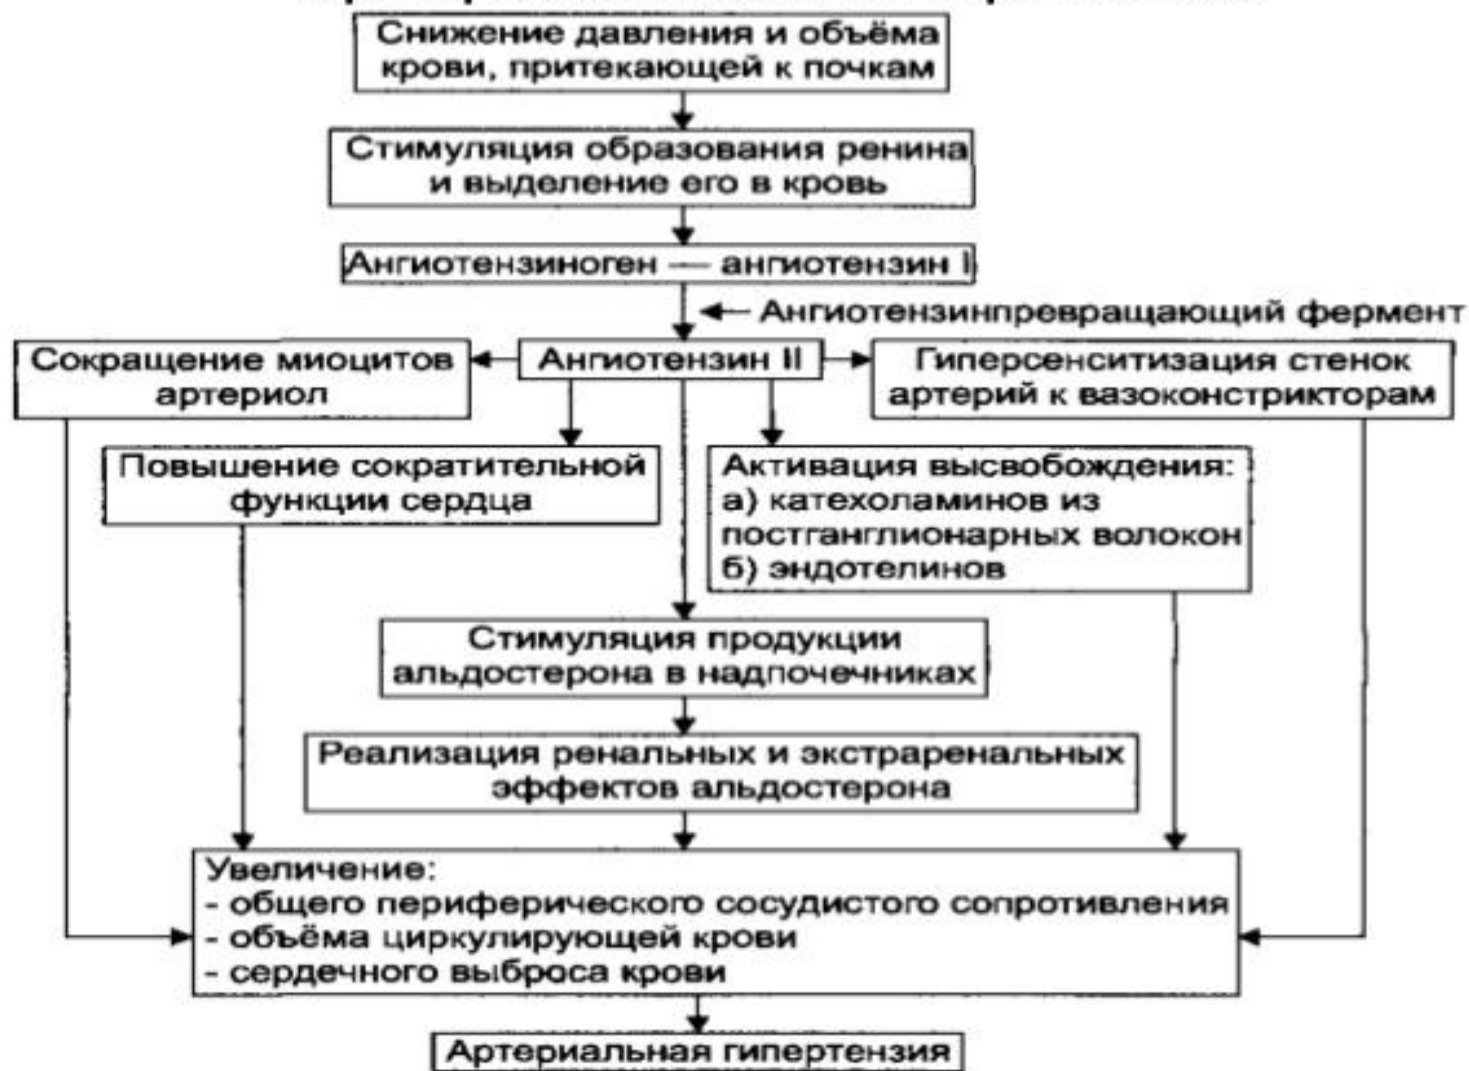 Снижение давления и объёма
крови, притекающей к почкам
Стимуляция образования ренина
и выделение его в кровь
Ангиотензиноген — ангиотензин I
Ангиотензинпревращающий фермент
Сокращение миоцитов
артериол
Ангиотензин II
Гиперсенситизация стенок
артерий к вазоконстрикторам
Повышение сократительной
функции сердца
Активация высвобождения:
а) катехоламинов из
постганглионарных волокон
б) эндотелинов
Стимуляция продукции
альдостерона в надпочечниках
Реализация ренальных и экстраренальных
эффектов альдостерона
Увеличение:
- общего периферического сосудистого сопротивления
- объёма циркулирующей крови
- сердечного выброса крови
Артериальная гипертензия